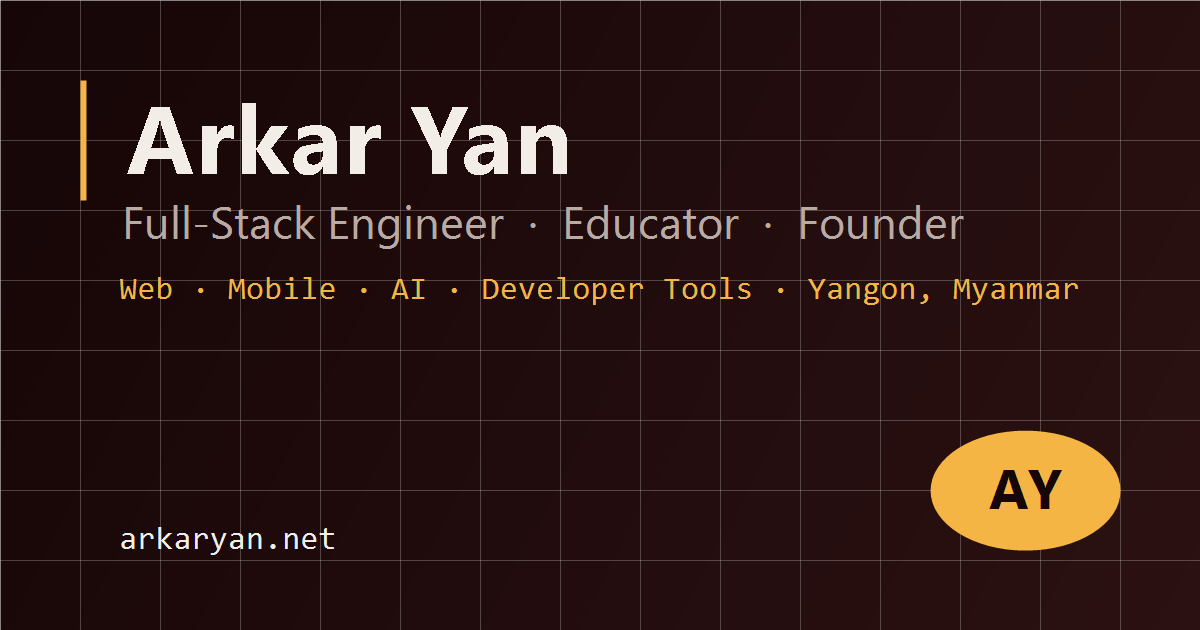 Arkar Yan
Full-Stack Engineer · Educator · Founder
Web · Mobile · AI · Developer Tools · Yangon, Myanmar
AY
arkaryan.net